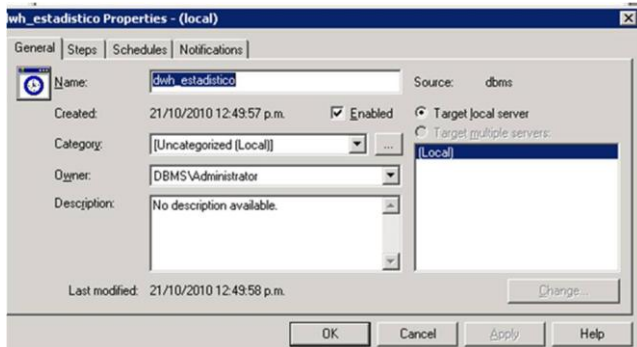 dwh_estadistico Properties - (local)
General Steps Schedules Notifications
Name: dwh_estadistico Source: dbms
Created: 21/10/2010 12:49:57 p.m. Enabled Target local server
Target multiple servers:
Category: [Uncategorized (Local)] ... (Local)
Owner: DBMS\Administrator
Description: No description available.
Last modified: 21/10/2010 12:49:58 p.m. Change...
OK Cancel Apply Help